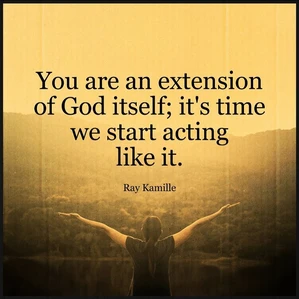 You are an extension
of God itself; it's time
we start acting
like it.
Ray Kamille